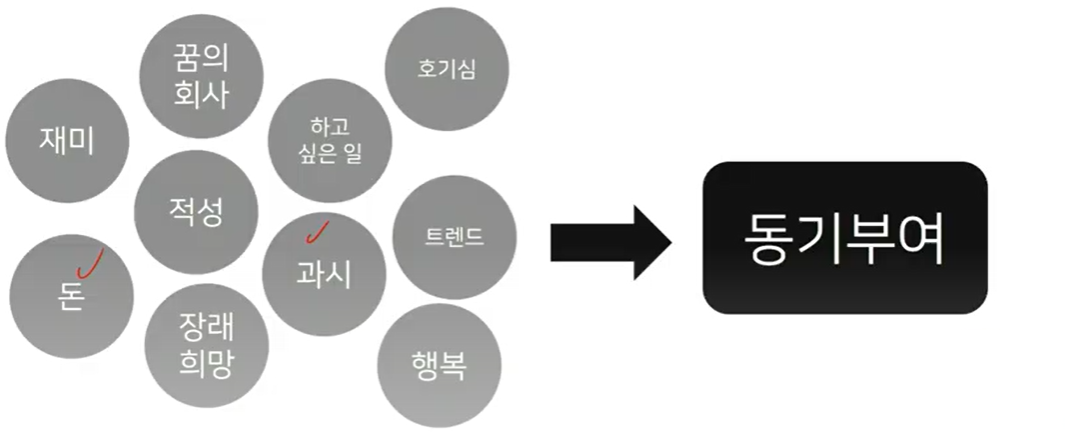 꿈의
회사
호기심
재미
하고
싶은 일
적성
트렌드
과시
돈
장래
희망
행복
동기부여